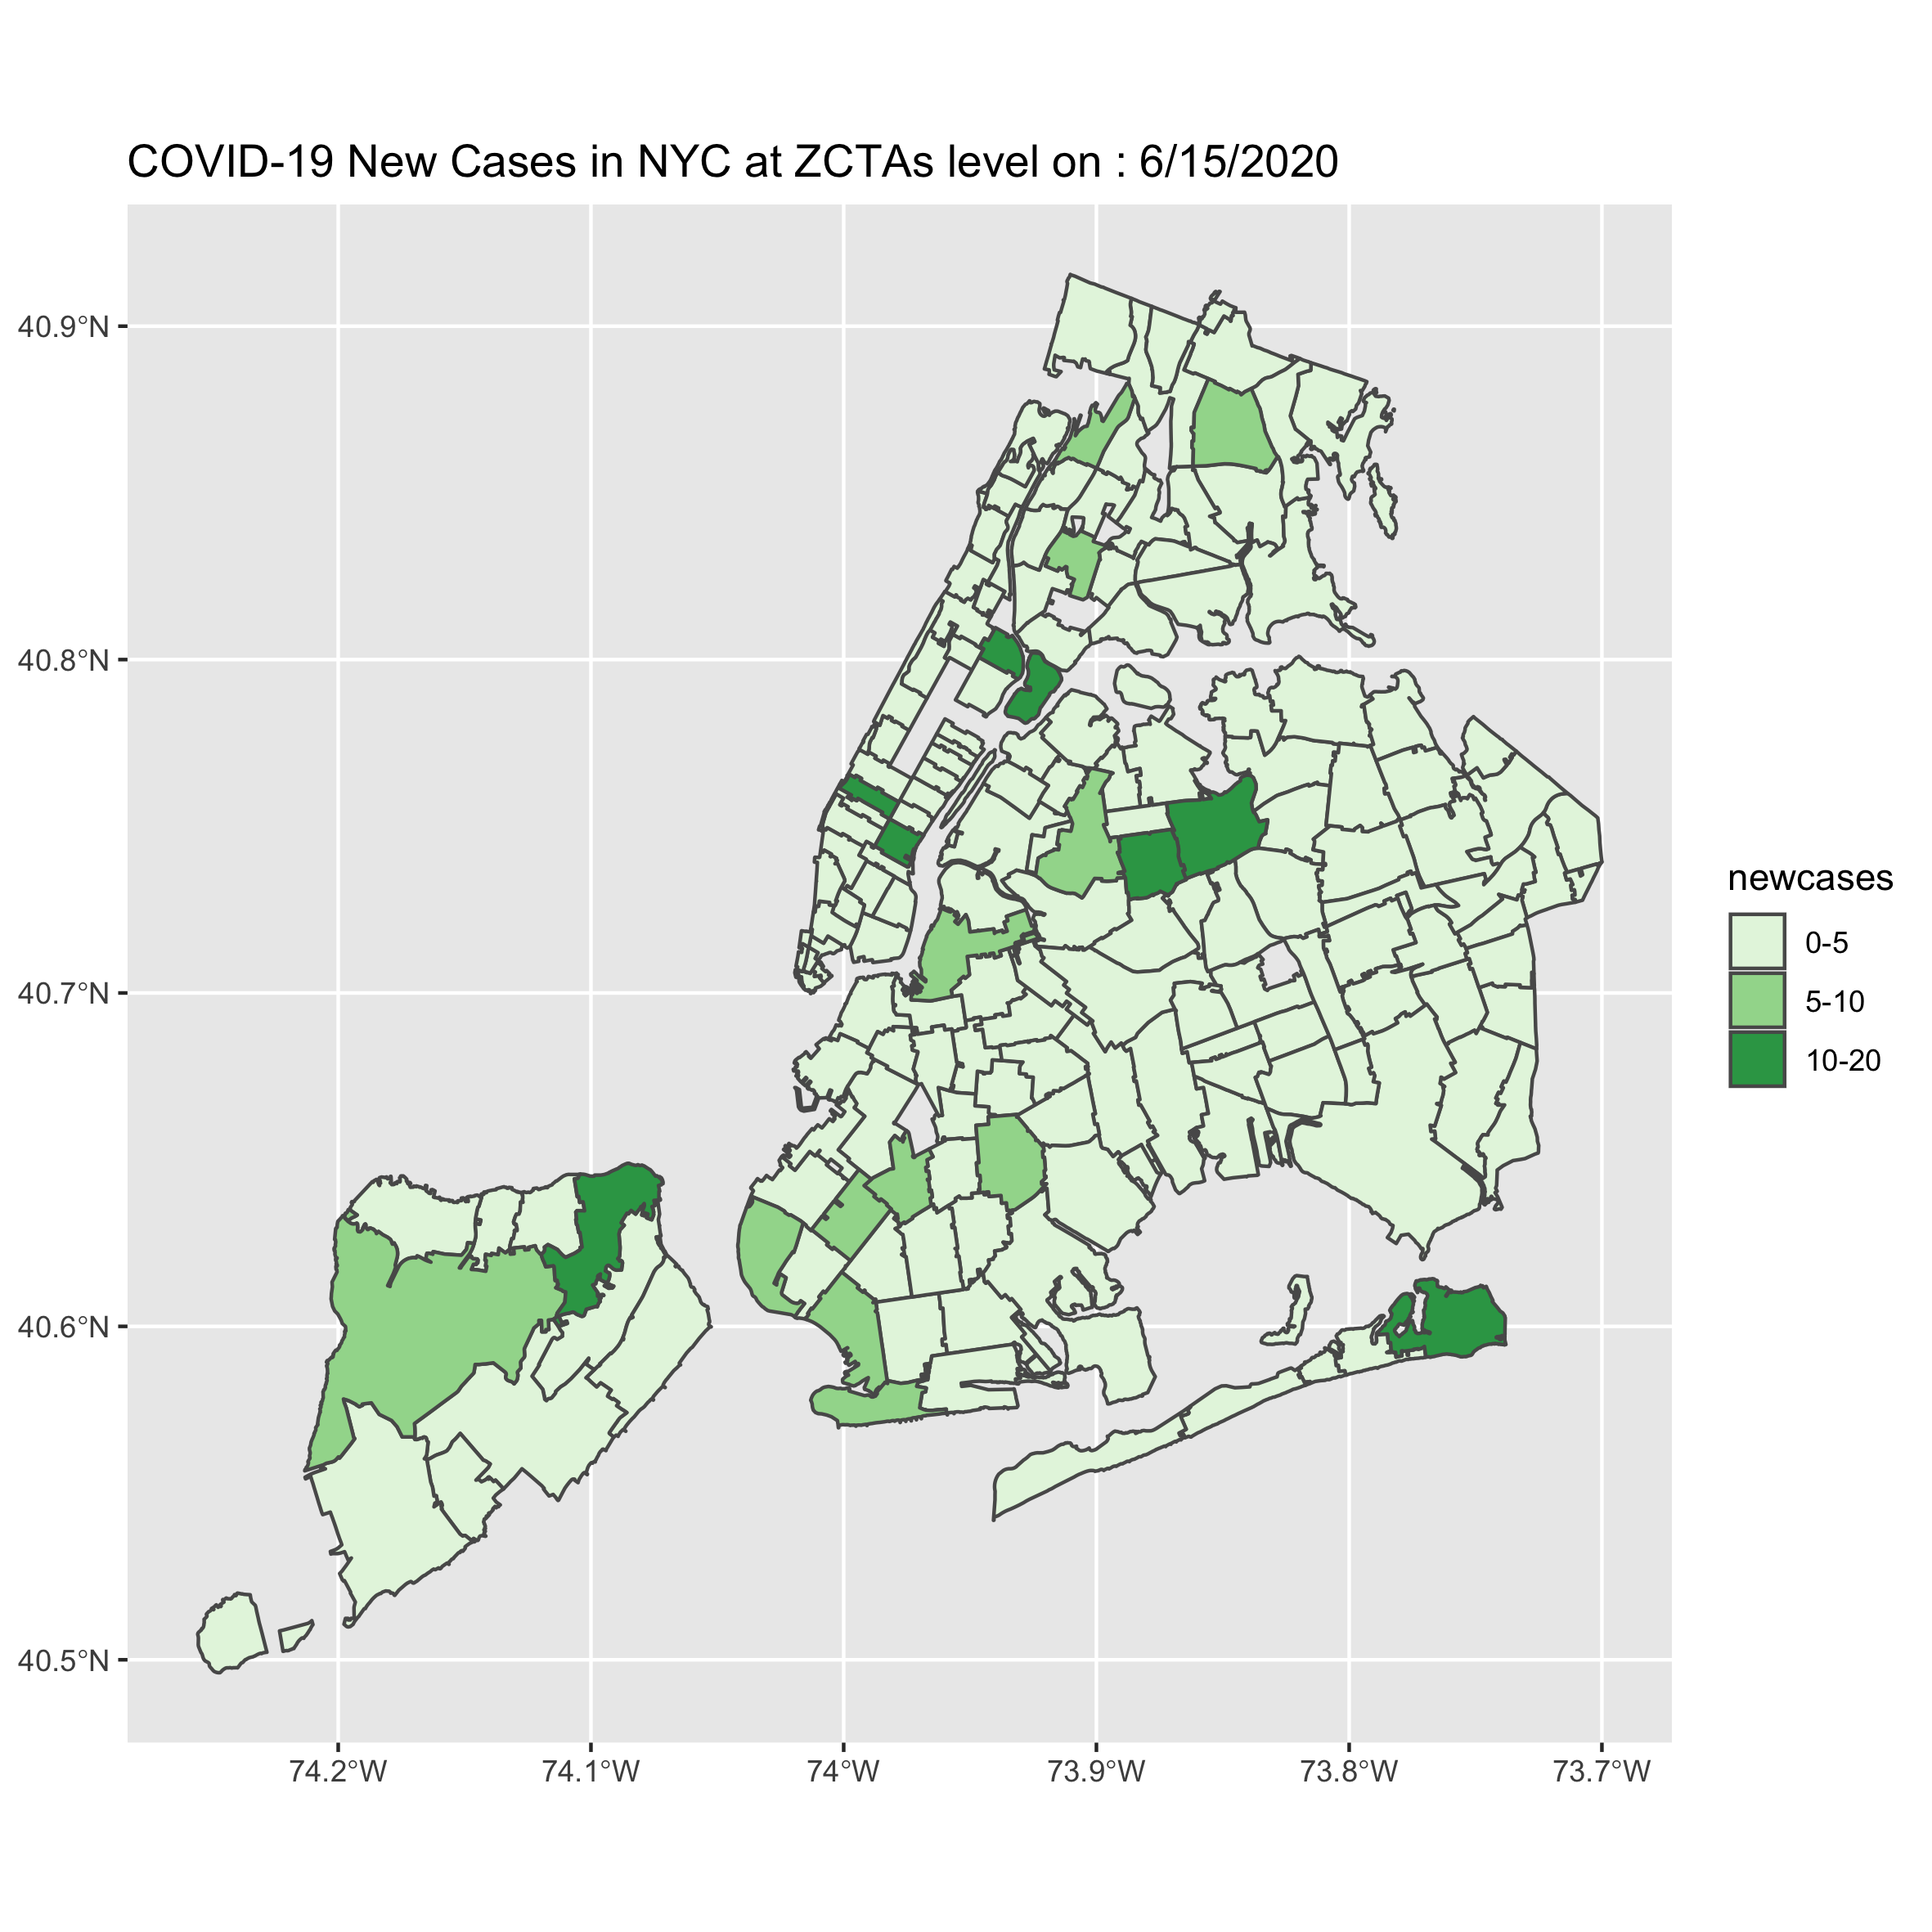 COVID-19 New Cases in NYC at ZCTAs level on : 6/15/2020
40.9°N
40.8°N
40.7°N
40.6°N
40.5°N
74.2°W
74.1°W
74°W
73.9°W
73.8°W
73.7°W
newcases
0-5
5-10
10-20